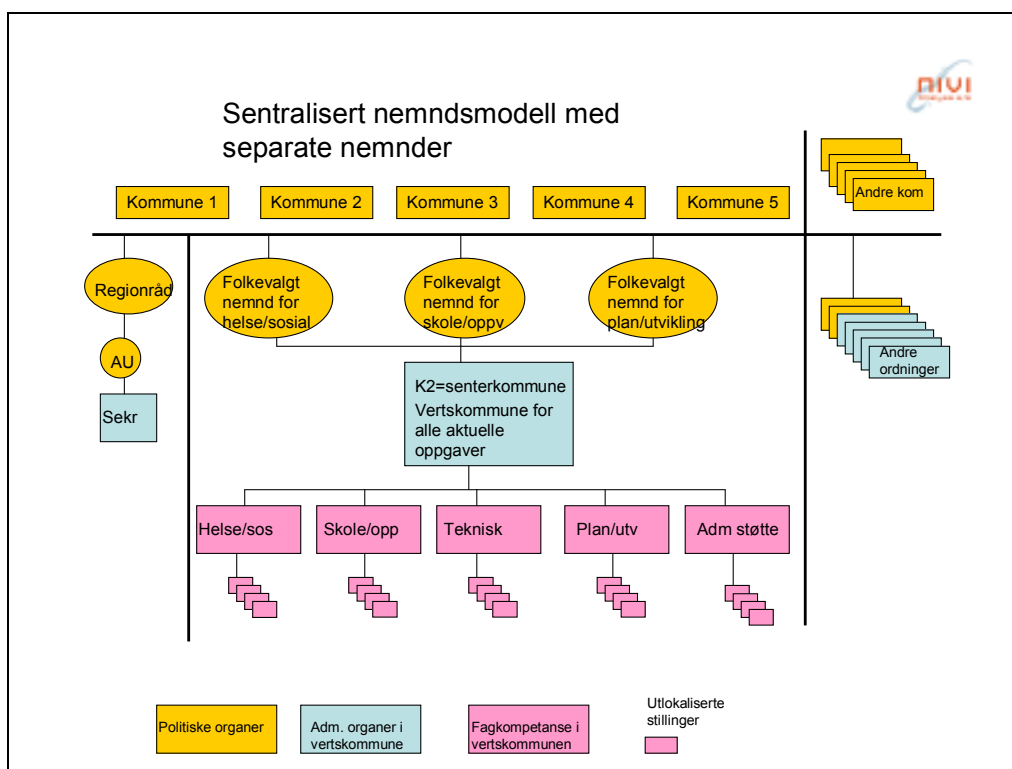 NIVI
Sentralisert nemndsmodell med
separate nemnder
Andre kom
Kommune 1
Kommune 2
Kommune 3
Kommune 4
Kommune 5
Regionråd
Folkevalgt
nemnd for
helse/sosial
Folkevalgt
nemnd for
skole/oppv
Folkevalgt
nemnd for
plan/utvikling
Andre
ordninger
AU
Sekr
K2=senterkommune
Vertskommune for
alle aktuelle
oppgaver
Helse/sos
Skole/opp
Teknisk
Plan/utv
Adm støtte
Politiske organer
Adm. organer i
vertskommune
Fagkompetanse i
vertskommunen
Utlokaliserte
stillinger